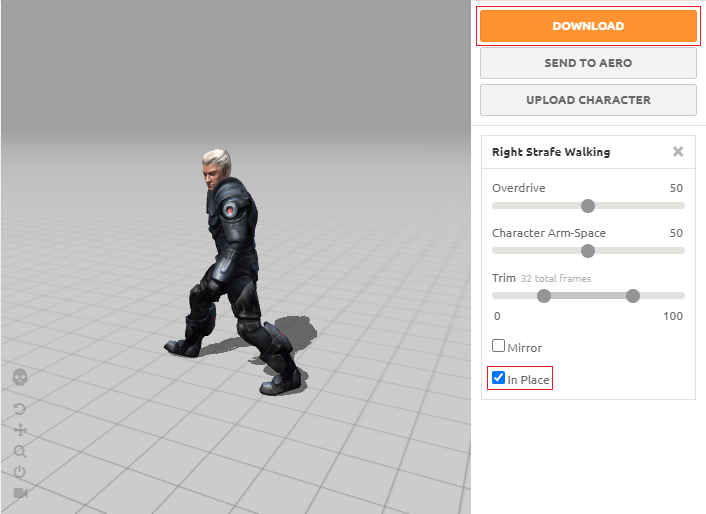 DOWNLOAD
SEND TO AERO
UPLOAD CHARACTER
Right Strafe Walking
Overdrive 50
Character Arm-Space 50
Trim 32 total frames
0 100
Mirror
In Place